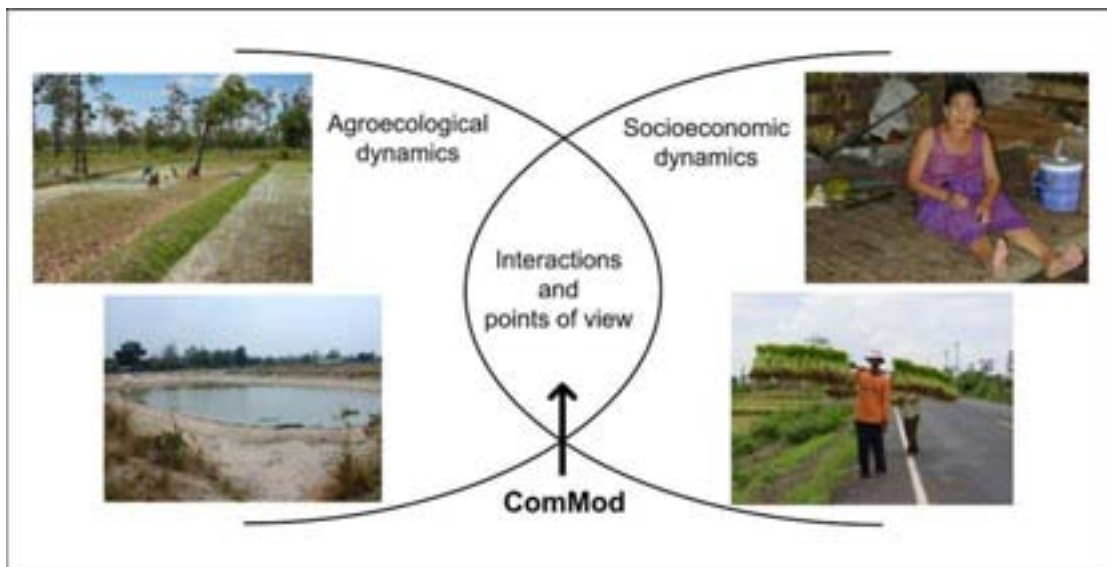 Agroecological
dynamics
Socioeconomic
dynamics
Interactions
and
points of view
ComMod